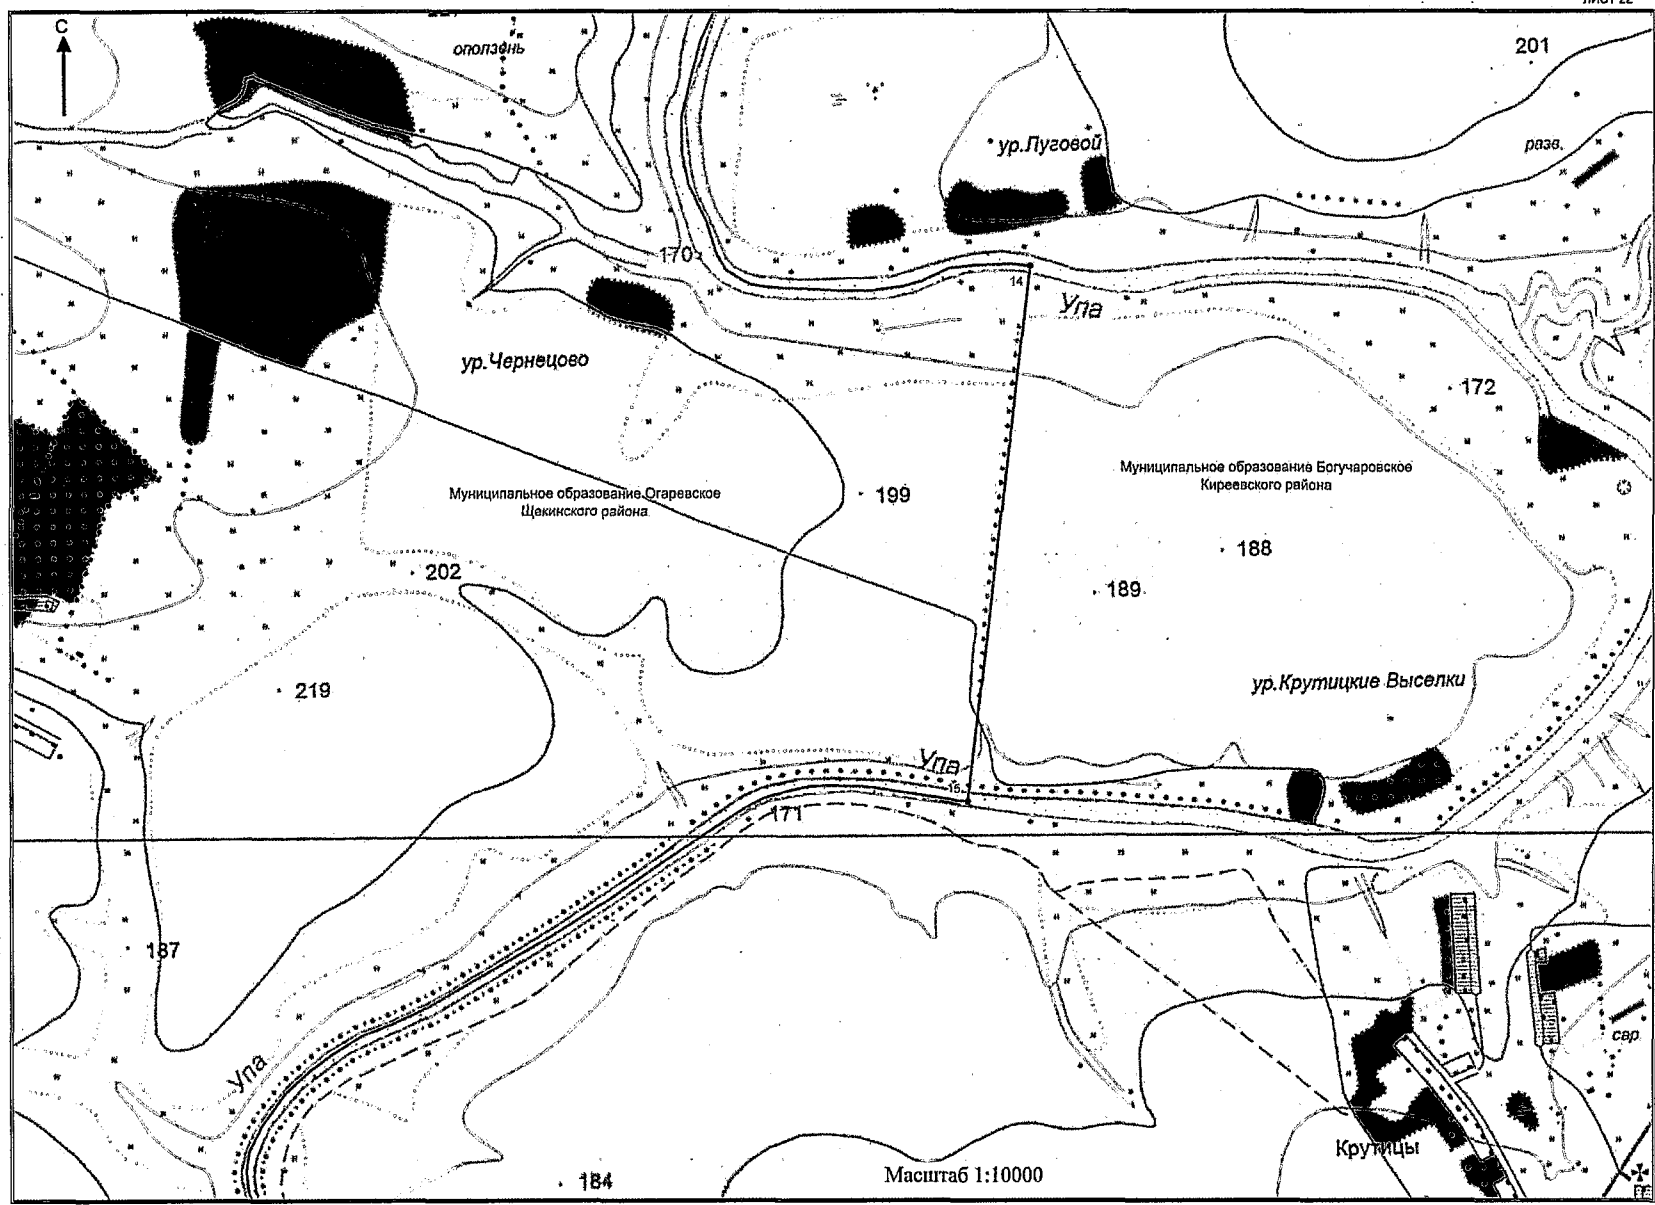 ЛИСТ 22
С
оползень
201
ур.Луговой
разв.
170
14
Упа
ур.Чернецово
172
Муниципальное образование Огаревское
Щекинского района
199
Муниципальное образование Богучаровское
Киреевского района
188
202
189
219
ур.Крутицкие Выселки
Упа
15
171
187
Упа
сар
Крутицы
184
Масштаб 1:10000